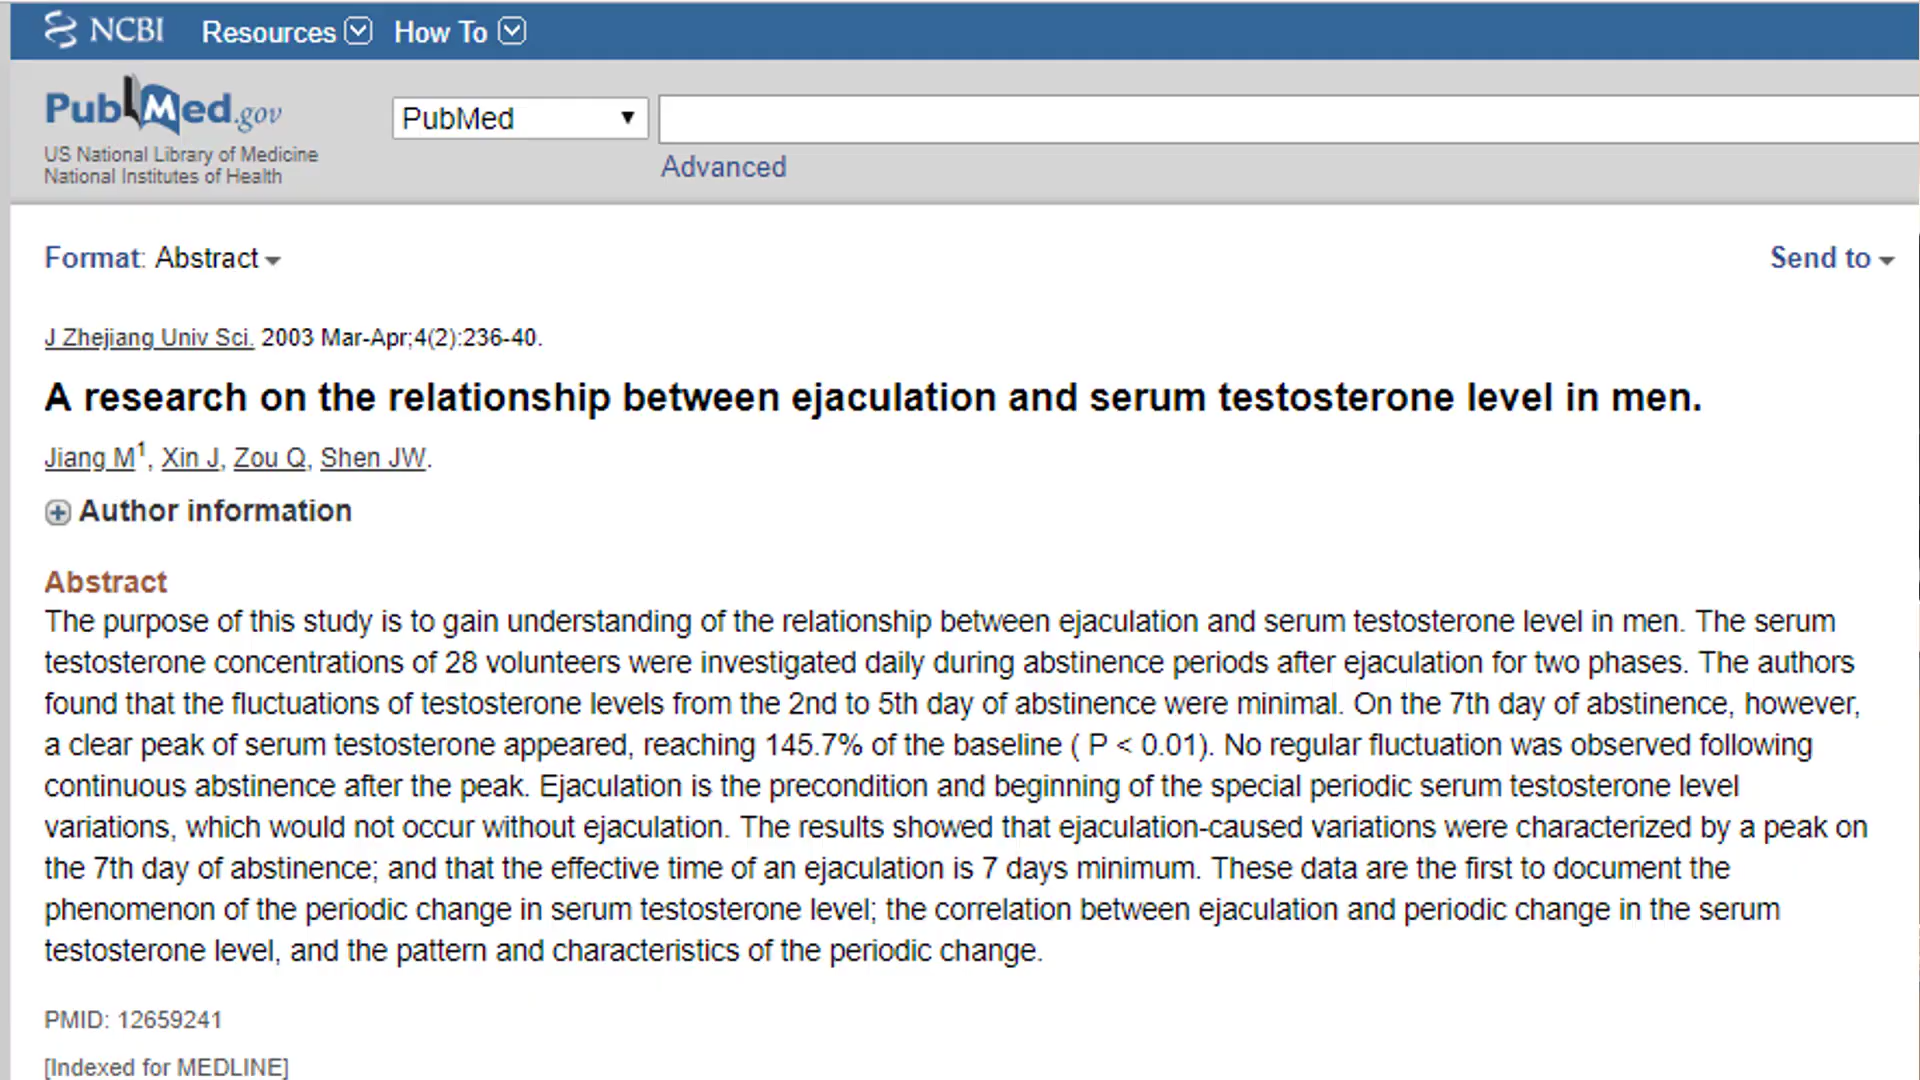 NCBI Resources How To
PubMed.gov
US National Library of Medicine
National Institutes of Health
PubMed
Advanced
Format: Abstract
Send to
J Zhejiang Univ Sci. 2003 Mar-Apr;4(2):236-40.
A research on the relationship between ejaculation and serum testosterone level in men.
Jiang M1, Xin J, Zou Q, Shen JW.
Author information
Abstract
The purpose of this study is to gain understanding of the relationship between ejaculation and serum testosterone level in men. The serum
testosterone concentrations of 28 volunteers were investigated daily during abstinence periods after ejaculation for two phases. The authors
found that the fluctuations of testosterone levels from the 2nd to 5th day of abstinence were minimal. On the 7th day of abstinence, however,
a clear peak of serum testosterone appeared, reaching 145.7% of the baseline ( P < 0.01). No regular fluctuation was observed following
continuous abstinence after the peak. Ejaculation is the precondition and beginning of the special periodic serum testosterone level
variations, which would not occur without ejaculation. The results showed that ejaculation-caused variations were characterized by a peak on
the 7th day of abstinence; and that the effective time of an ejaculation is 7 days minimum. These data are the first to document the
phenomenon of the periodic change in serum testosterone level; the correlation between ejaculation and periodic change in the serum
testosterone level, and the pattern and characteristics of the periodic change.
PMID: 12659241
[Indexed for MEDLINE]